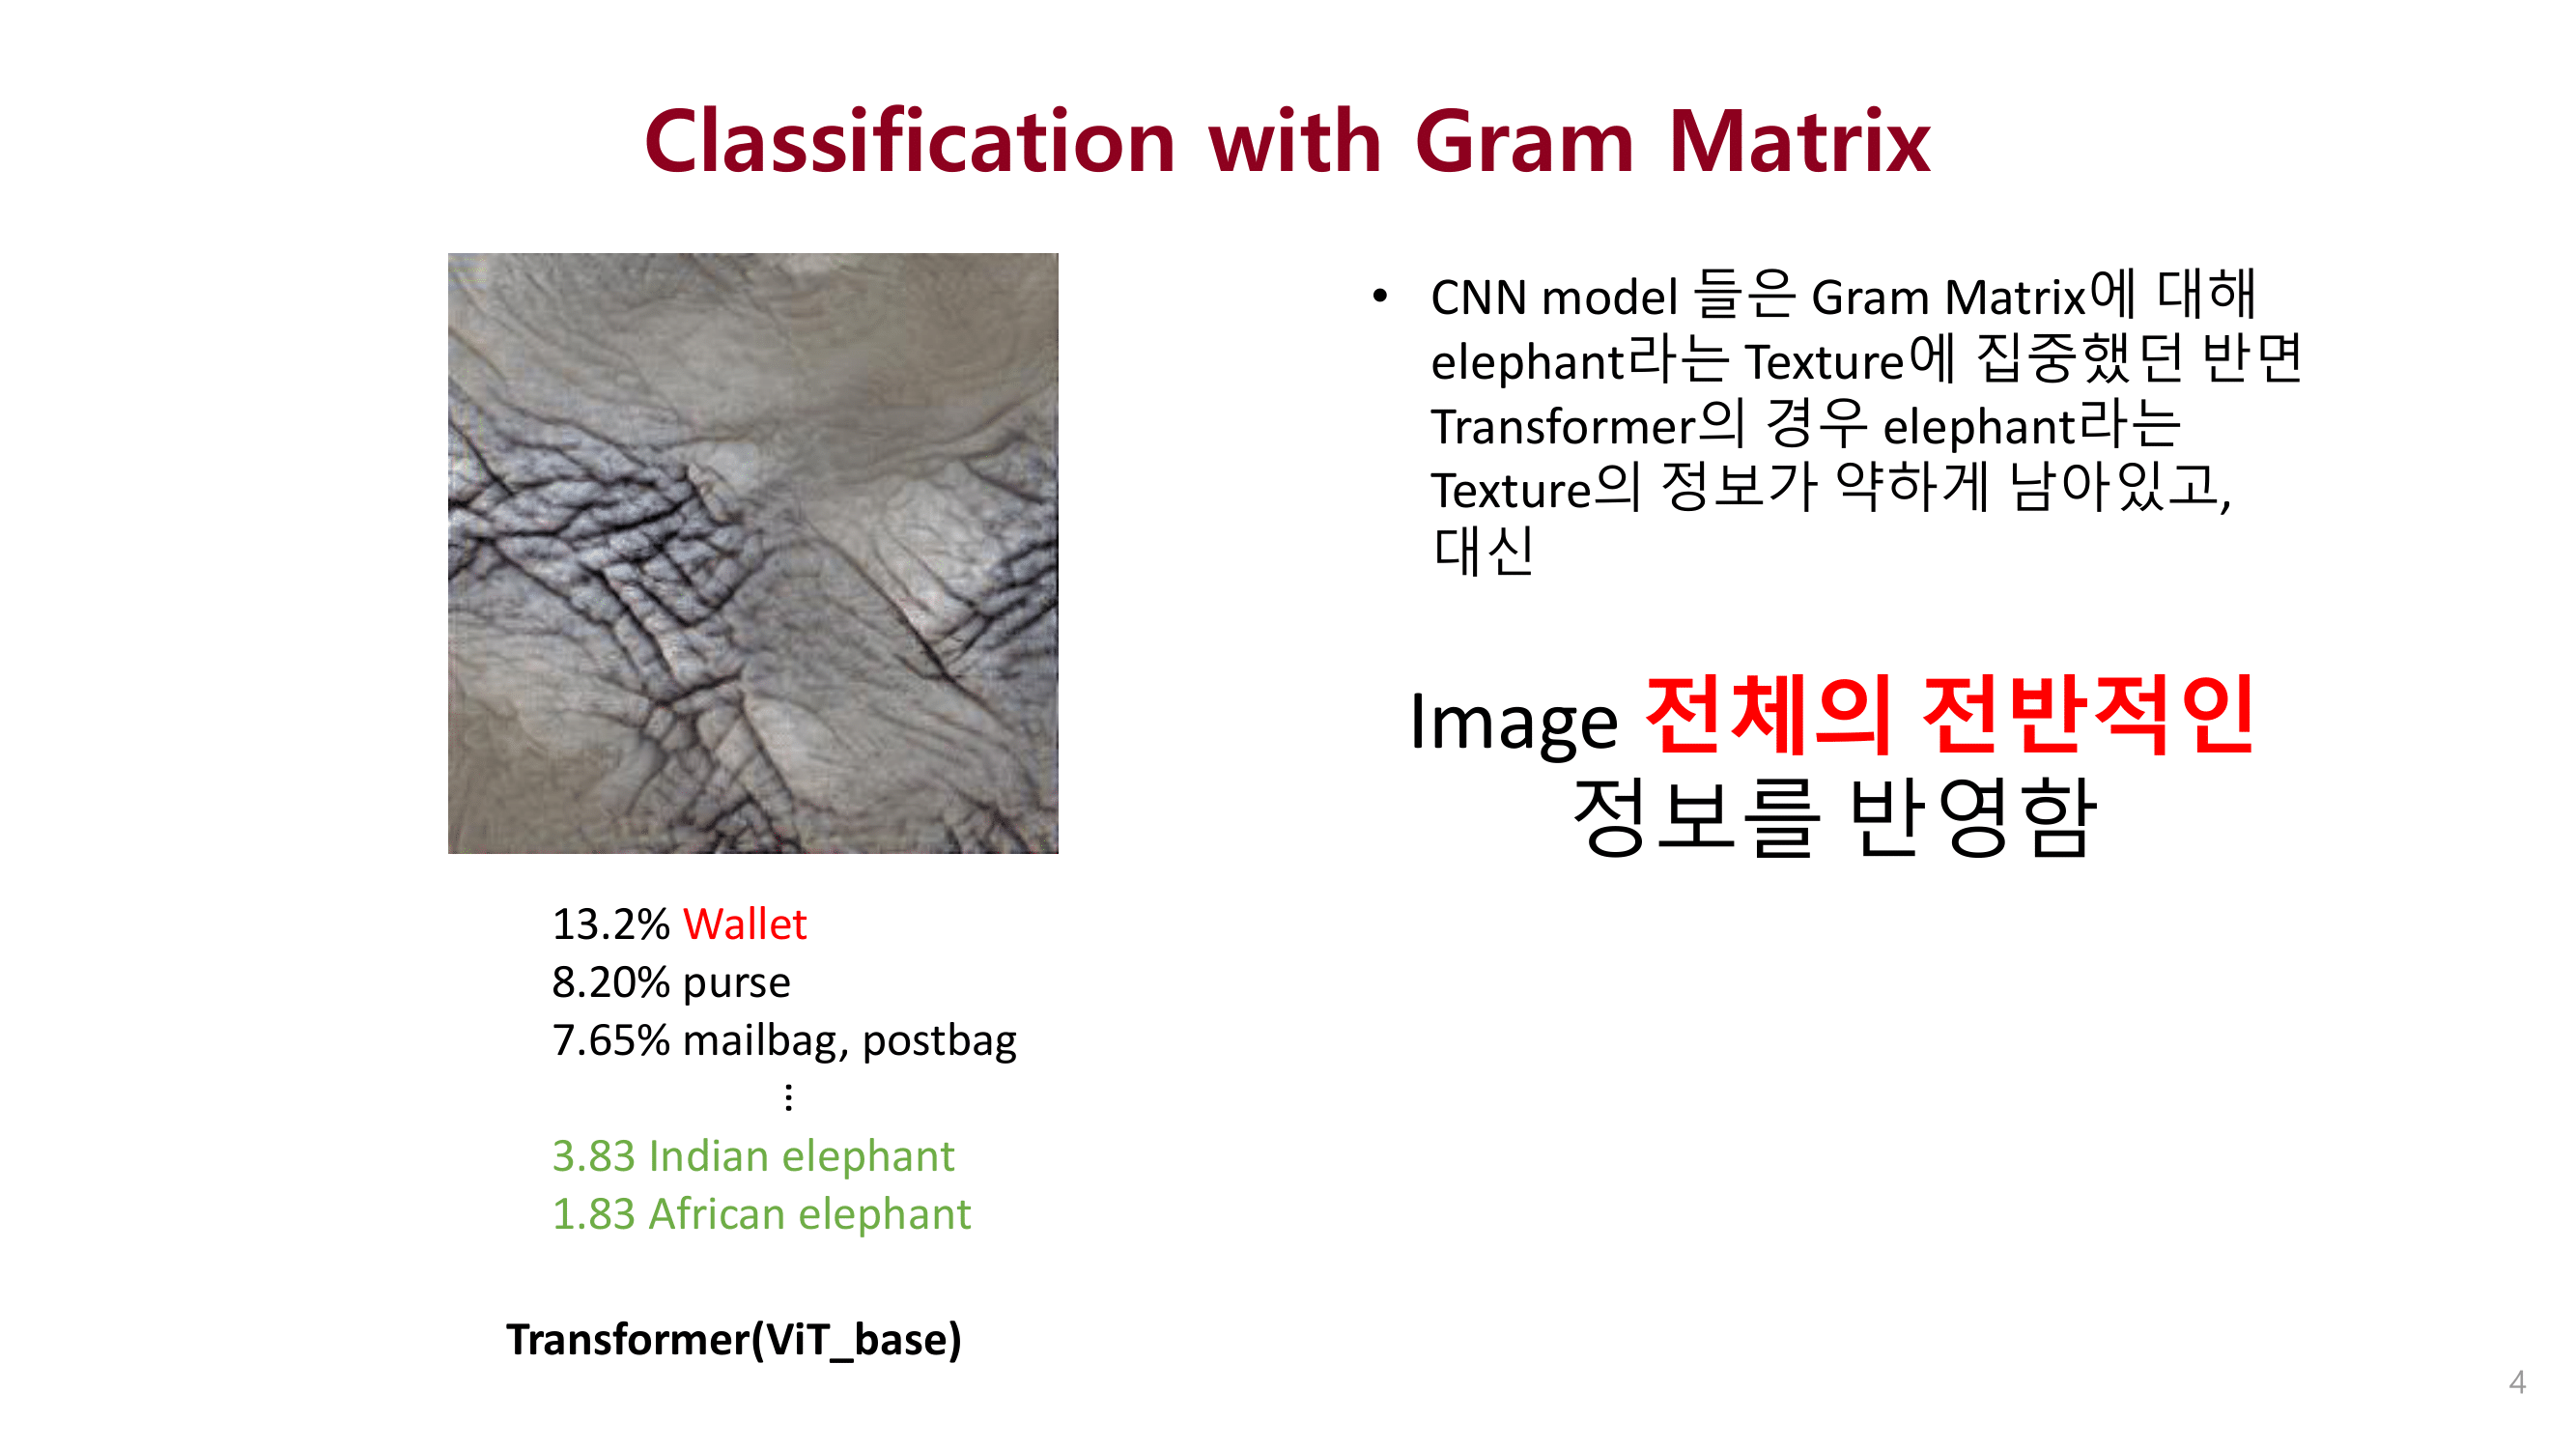 Classification with Gram Matrix
• CNN model 들은 Gram Matrix에 대해
elephant라는 Texture에 집중했던 반면
Transformer의 경우 elephant라는
Texture의 정보가 약하게 남아있고,
대신
Image 전체의 전반적인
정보를 반영함
13.2% Wallet
8.20% purse
7.65% mailbag, postbag
⋮
3.83 Indian elephant
1.83 African elephant
Transformer(ViT_base)
4